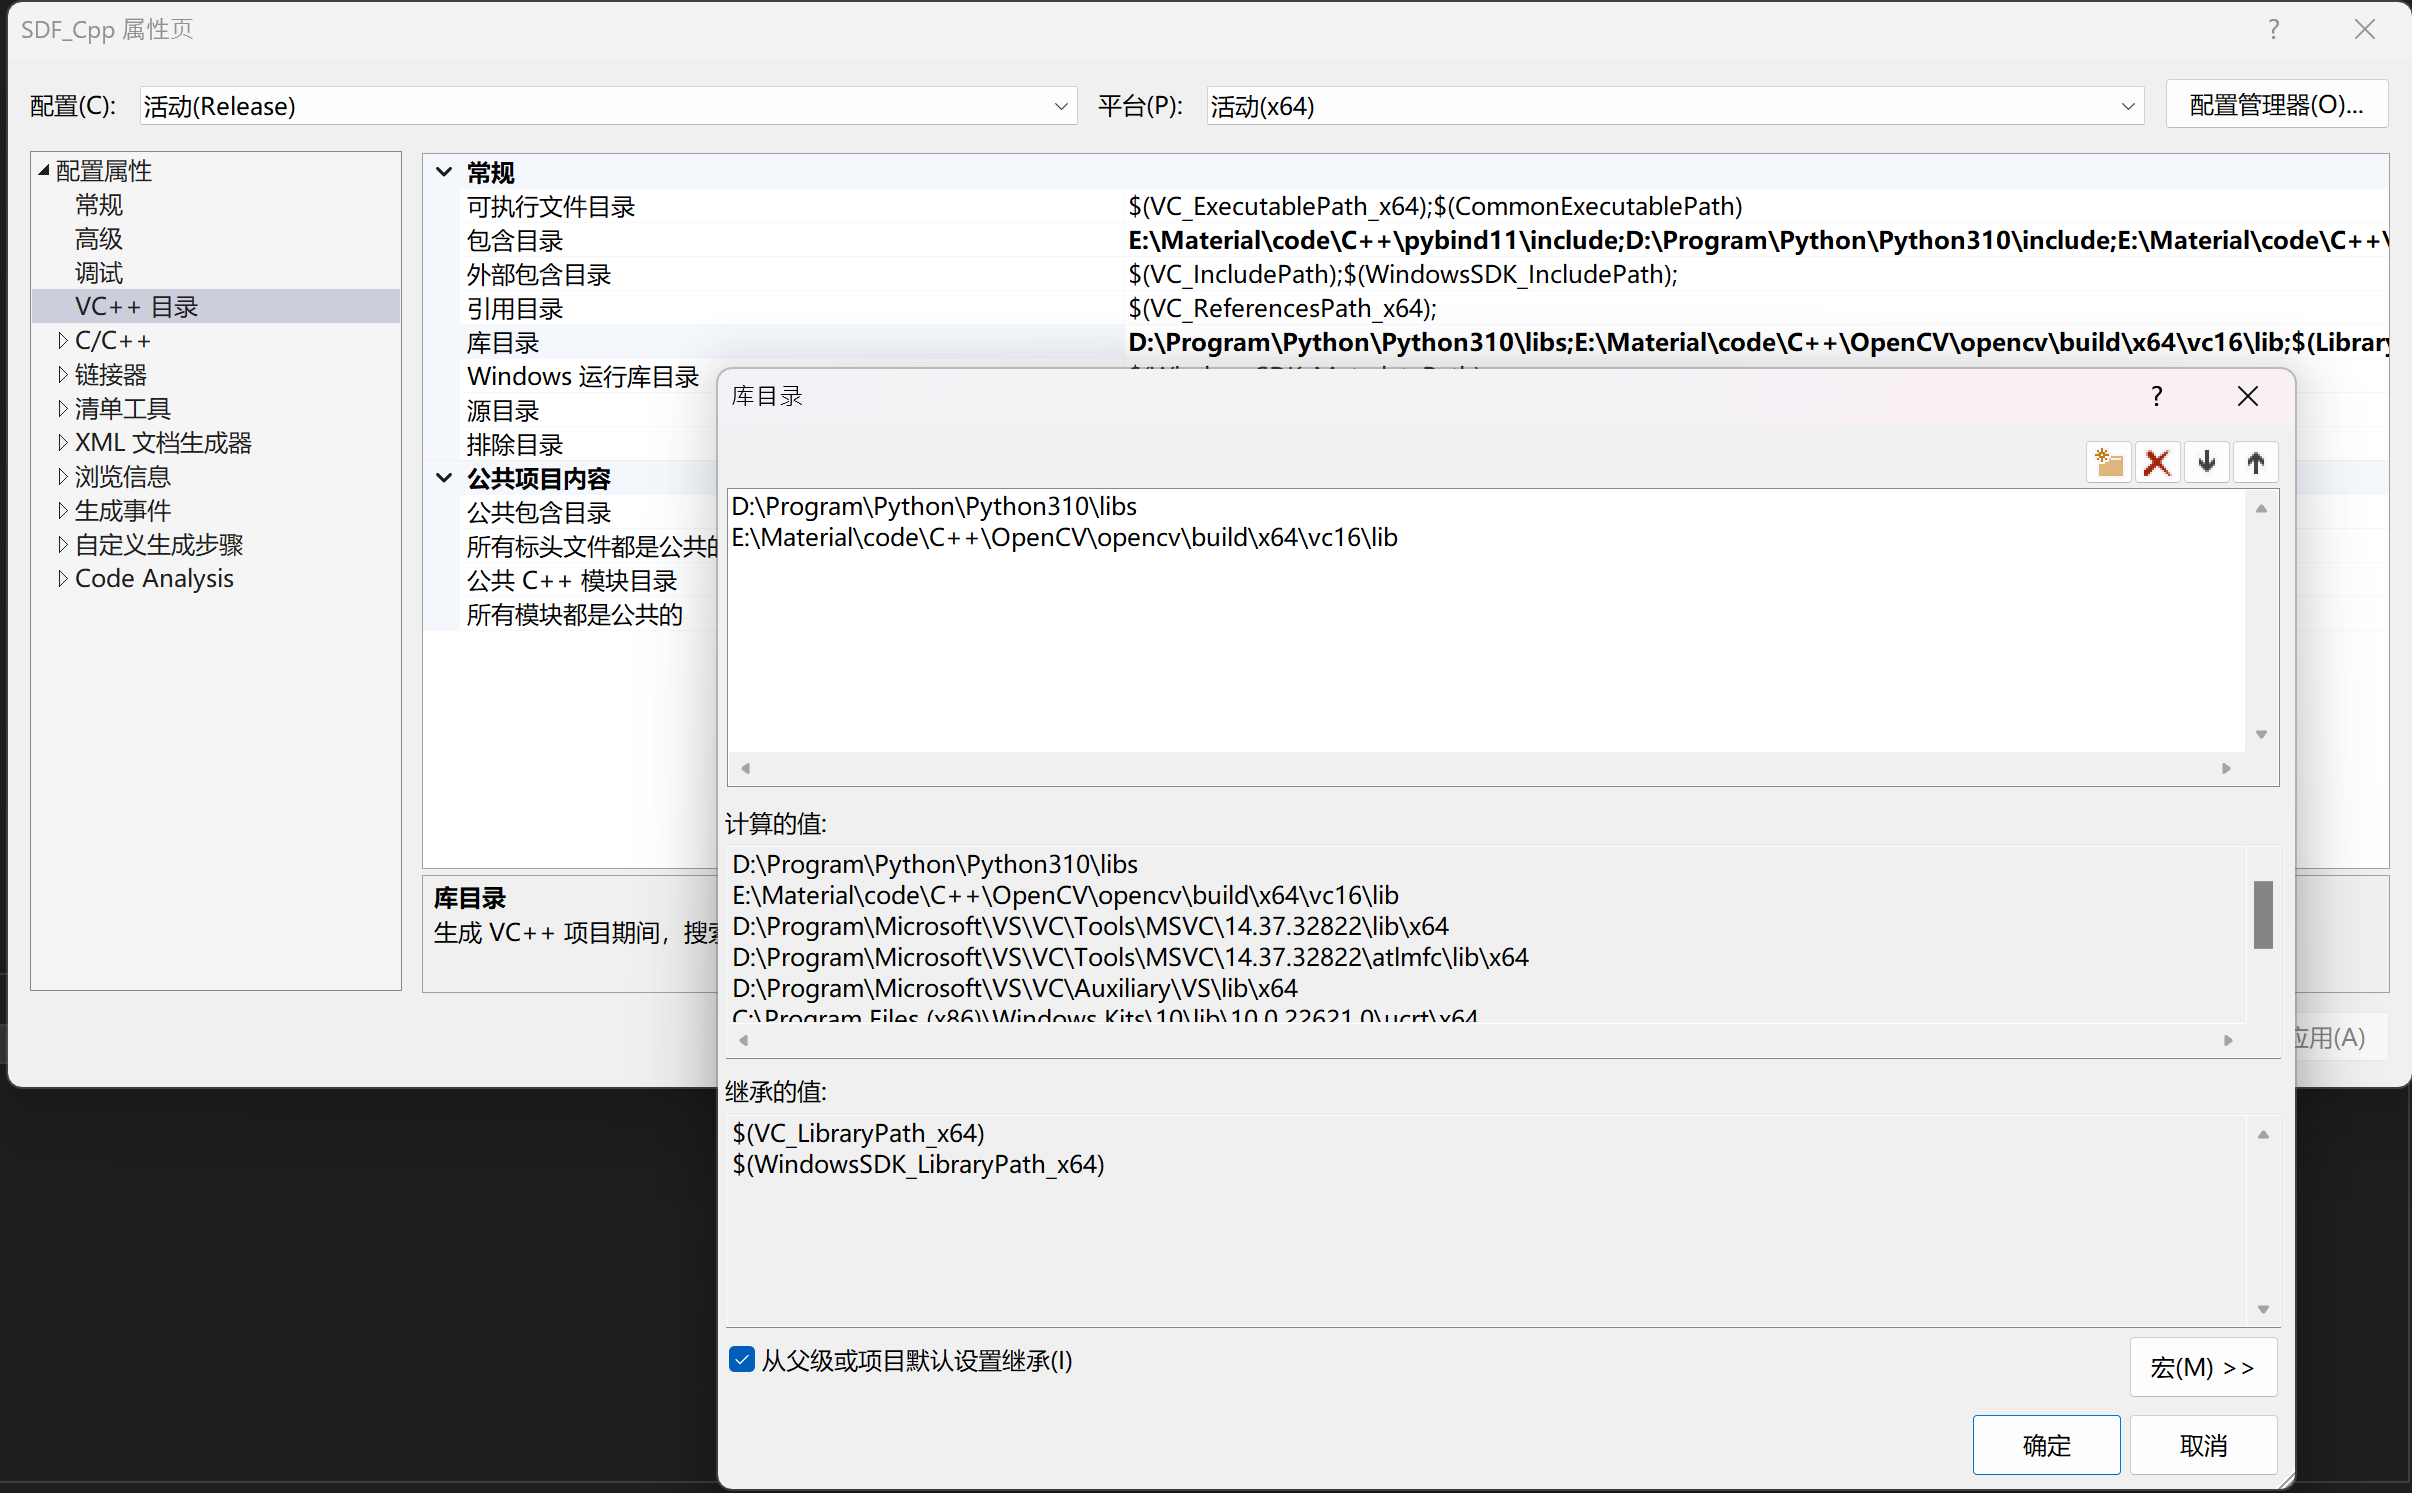 SDF_Cpp 属性页
?
配置(C):
活动(Release)
平台(P):
活动(x64)
配置管理器(O)...
配置属性
常规
高级
调试
VC++ 目录
C/C++
链接器
清单工具
XML 文档生成器
浏览信息
生成事件
自定义生成步骤
Code Analysis
常规
可执行文件目录 $(VC_ExecutablePath_x64);$(CommonExecutablePath)
包含目录 E:\Material\code\C++\pybind11\include;D:\Program\Python\Python310\include;E:\Material\code\C++\
外部包含目录 $(VC_IncludePath);$(WindowsSDK_IncludePath);
引用目录 $(VC_ReferencesPath_x64);
库目录 D:\Program\Python\Python310\libs;E:\Material\code\C++\OpenCV\opencv\build\x64\vc16\lib;$(Library
Windows 运行库目录
源目录
排除目录
公共项目内容
公共包含目录
所有标头文件都是公共的
公共 C++ 模块目录
所有模块都是公共的
库目录
生成 VC++ 项目期间，搜索
应用(A)
库目录
?
D:\Program\Python\Python310\libs
E:\Material\code\C++\OpenCV\opencv\build\x64\vc16\lib
计算的值:
D:\Program\Python\Python310\libs
E:\Material\code\C++\OpenCV\opencv\build\x64\vc16\lib
D:\Program\Microsoft\VS\VC\Tools\MSVC\14.37.32822\lib\x64
D:\Program\Microsoft\VS\VC\Tools\MSVC\14.37.32822\atlmfc\lib\x64
D:\Program\Microsoft\VS\VC\Auxiliary\VS\lib\x64
C:\Program Files (x86)\Windows Kits\10\lib\10.0.22621.0\ucrt\x64
继承的值:
$(VC_LibraryPath_x64)
$(WindowsSDK_LibraryPath_x64)
从父级或项目默认设置继承(I)
宏(M) >>
确定
取消